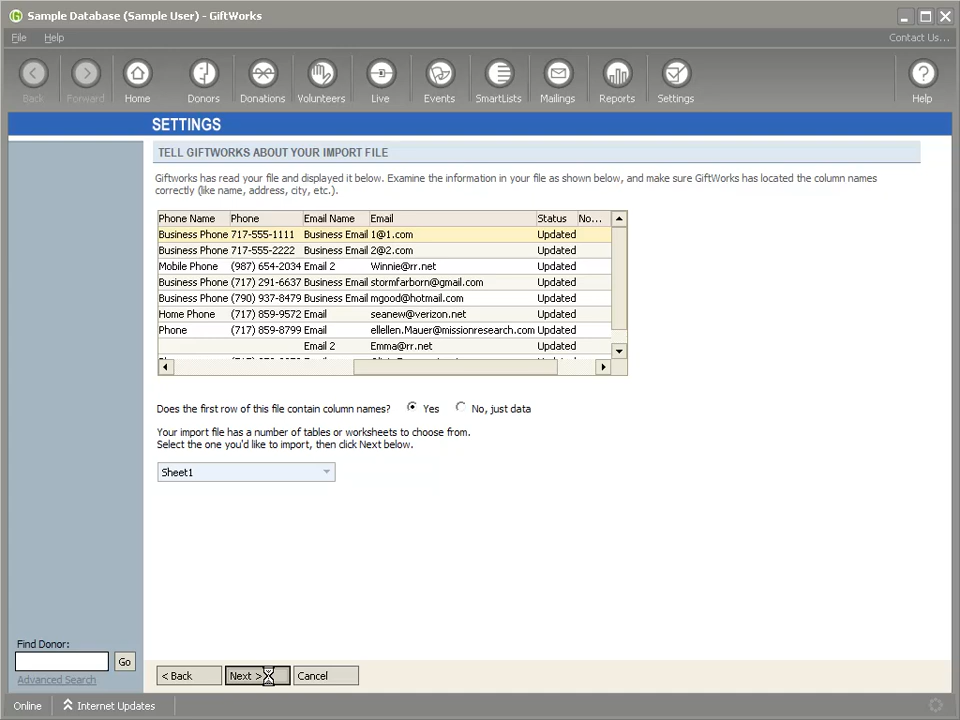 Sample Database (Sample User) - GiftWorks
File Help Contact Us...
Back Forward Home Donors Donations Volunteers Live Events SmartLists Mailings Reports Settings Help
SETTINGS
TELL GIFTWORKS ABOUT YOUR IMPORT FILE
Giftworks has read your file and displayed it below. Examine the information in your file as shown below, and make sure GiftWorks has located the column names
correctly (like name, address, city, etc.).
Phone Name Phone Email Name Email Status No...
Business Phone 717-555-1111 Business Email 1@1.com Updated
Business Phone 717-555-2222 Business Email 2@2.com Updated
Mobile Phone (987) 654-2034 Email 2 Winnie@rr.net Updated
Business Phone (717) 291-6637 Business Email stormfarborn@gmail.com Updated
Business Phone (790) 937-8479 Business Email mgood@hotmail.com Updated
Home Phone (717) 859-9572 Email seanew@verizon.net Updated
Phone (717) 859-8799 Email ellellen.Mauer@missionresearch.com Updated
Email 2 Emma@rr.net Updated
Does the first row of this file contain column names? Yes No, just data
Your import file has a number of tables or worksheets to choose from.
Select the one you'd like to import, then click Next below.
Sheet1
Find Donor:
Go
Advanced Search
< Back Next > Cancel
Online Internet Updates